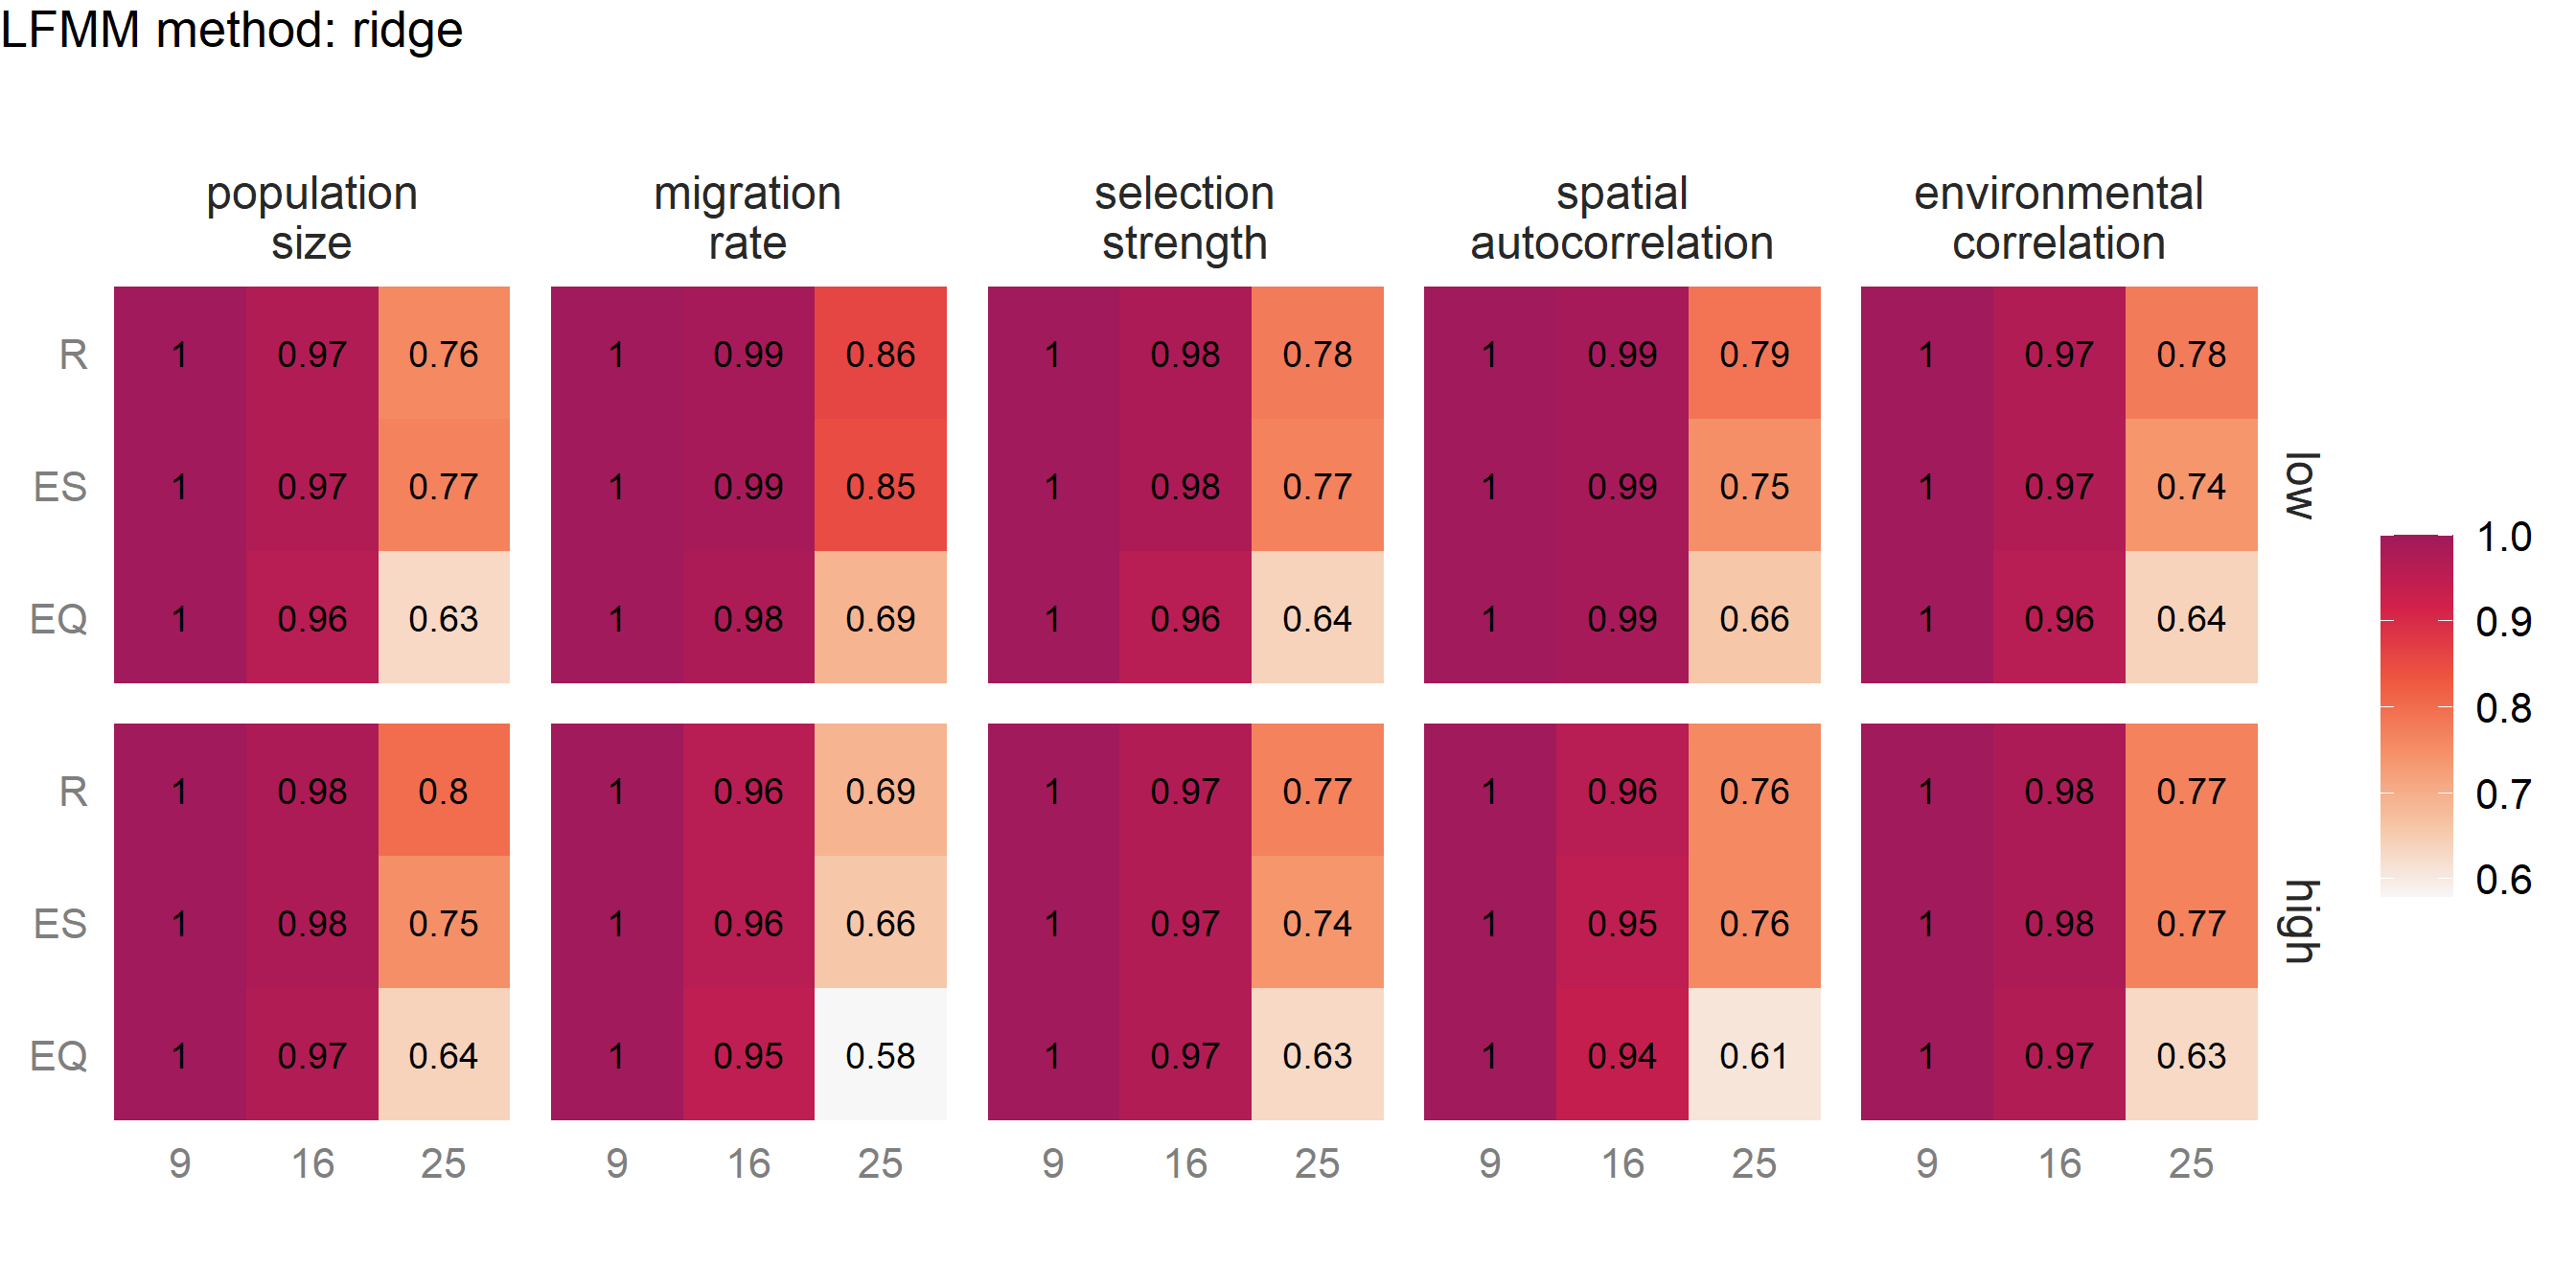 LFMM method: ridge
population migration selection spatial environmental
size rate strength autocorrelation correlation
R 1 0.97 0.76 1 0.99 0.86 1 0.98 0.78 1 0.99 0.79 1 0.97 0.78
ES 1 0.97 0.77 1 0.99 0.85 1 0.98 0.77 1 0.99 0.75 1 0.97 0.74
low
EQ 1 0.96 0.63 1 0.98 0.69 1 0.96 0.64 1 0.99 0.66 1 0.96 0.64
R 1 0.98 0.8 1 0.96 0.69 1 0.97 0.77 1 0.96 0.76 1 0.98 0.77
ES 1 0.98 0.75 1 0.96 0.66 1 0.97 0.74 1 0.95 0.76 1 0.98 0.77
high
EQ 1 0.97 0.64 1 0.95 0.58 1 0.97 0.63 1 0.94 0.61 1 0.97 0.63
9 16 25 9 16 25 9 16 25 9 16 25 9 16 25
1.0
0.9
0.8
0.7
0.6